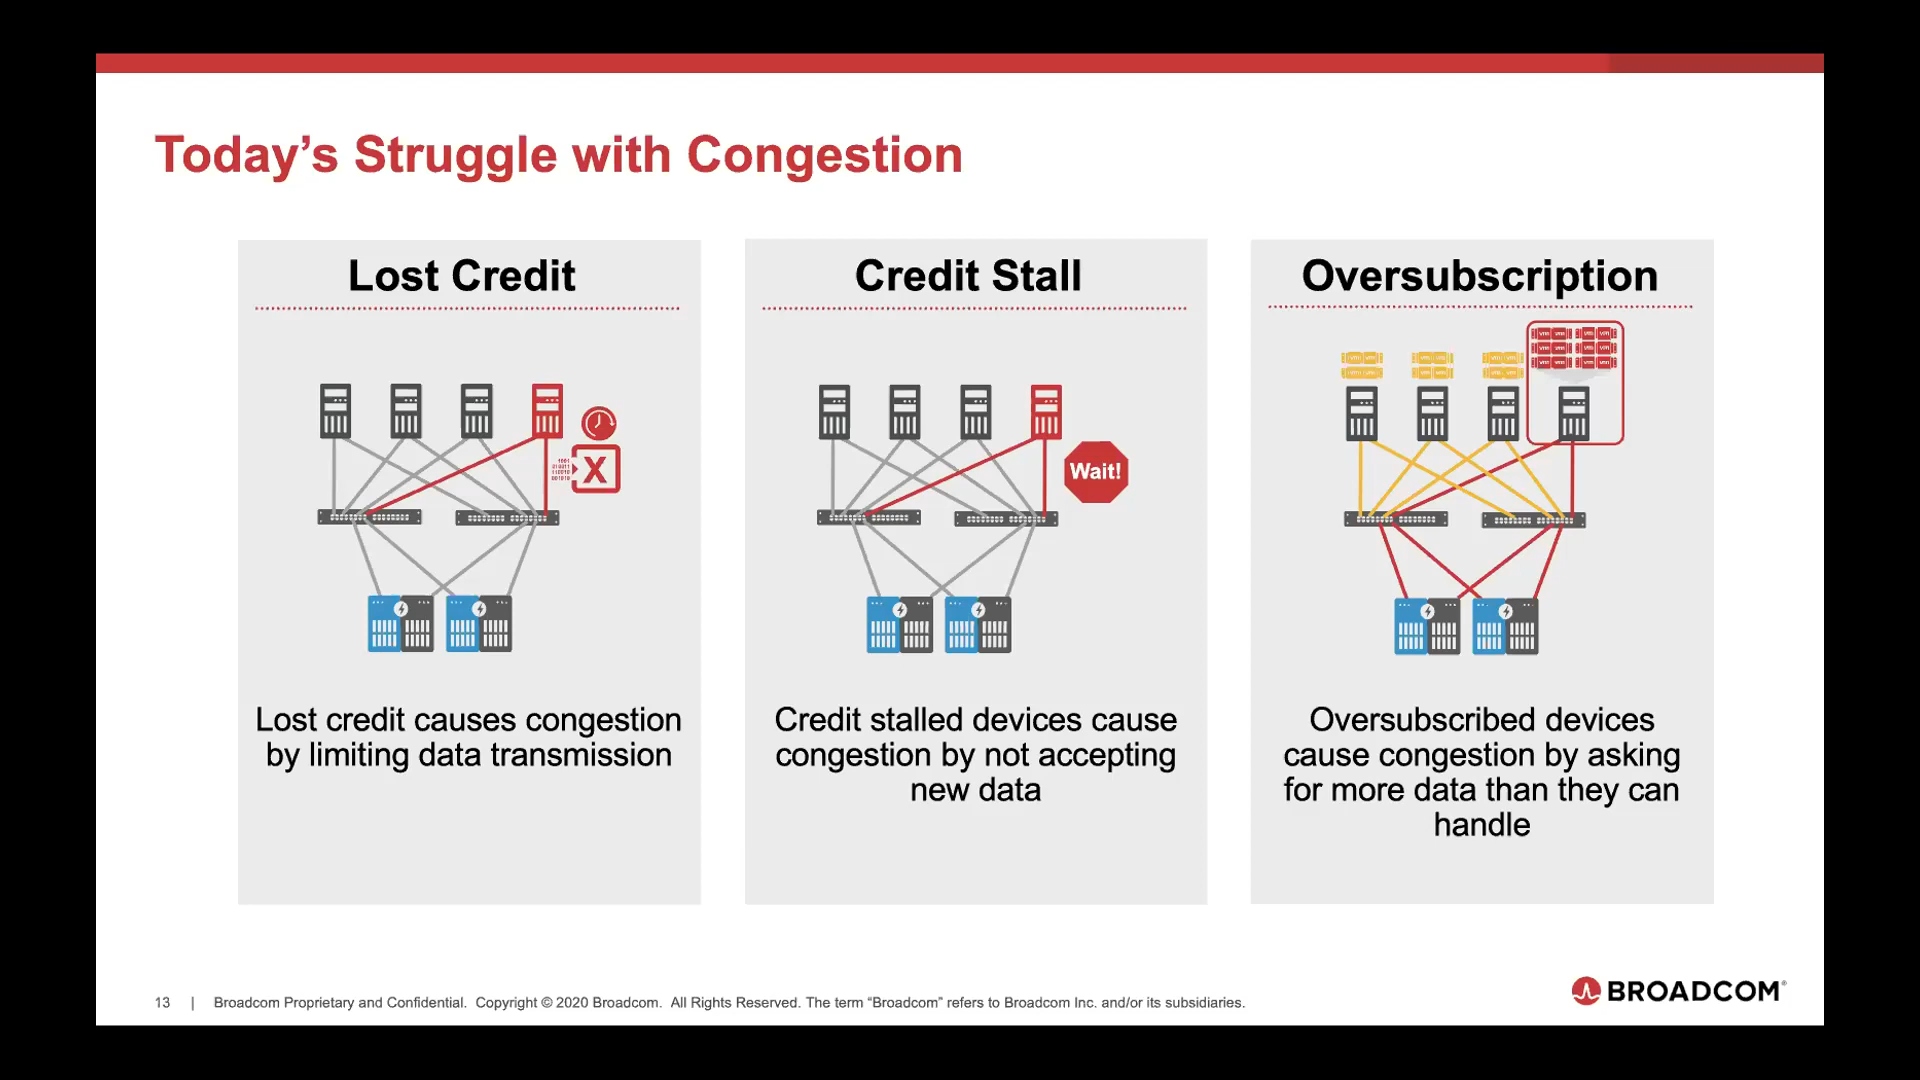 Today’s Struggle with Congestion
Lost Credit
X
Lost credit causes congestion
by limiting data transmission
Credit Stall
Wait!
Credit stalled devices cause
congestion by not accepting
new data
Oversubscription
Oversubscribed devices
cause congestion by asking
for more data than they can
handle
13 | Broadcom Proprietary and Confidential. Copyright © 2020 Broadcom. All Rights Reserved. The term “Broadcom” refers to Broadcom Inc. and/or its subsidiaries.
BROADCOM®